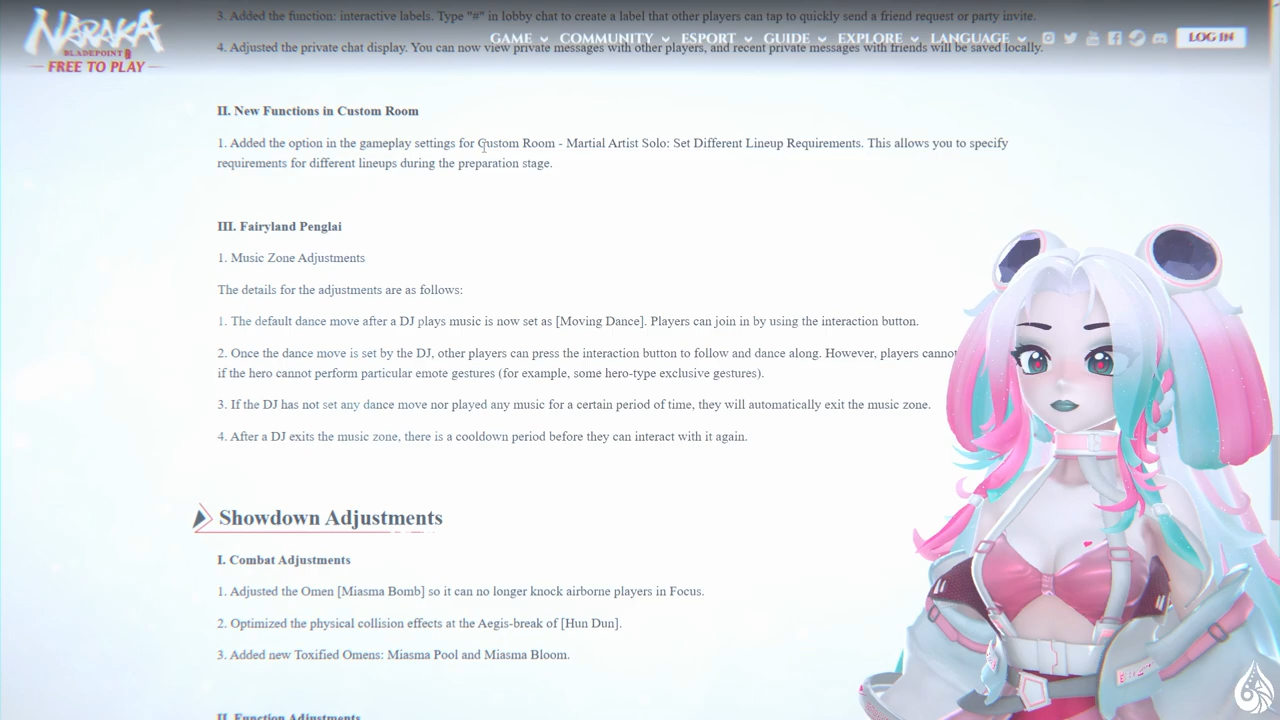 3. Added the function: interactive labels. Type "#" in lobby chat to create a label that other players can tap to quickly send a friend request or party invite.
NARAKA
BLADEPOINT
FREE TO PLAY
GAME COMMUNITY ESPORT GUIDE EXPLORE LANGUAGE LOG IN
4. Adjusted the private chat display. You can now view private messages with other players, and recent private messages with friends will be saved locally.
II. New Functions in Custom Room
1. Added the option in the gameplay settings for Custom Room - Martial Artist Solo: Set Different Lineup Requirements. This allows you to specify
requirements for different lineups during the preparation stage.
III. Fairyland Penglai
1. Music Zone Adjustments
The details for the adjustments are as follows:
1. The default dance move after a DJ plays music is now set as [Moving Dance]. Players can join in by using the interaction button.
2. Once the dance move is set by the DJ, other players can press the interaction button to follow and dance along. However, players canno
if the hero cannot perform particular emote gestures (for example, some hero-type exclusive gestures).
3. If the DJ has not set any dance move nor played any music for a certain period of time, they will automatically exit the music zone.
4. After a DJ exits the music zone, there is a cooldown period before they can interact with it again.
Showdown Adjustments
I. Combat Adjustments
1. Adjusted the Omen [Miasma Bomb] so it can no longer knock airborne players in Focus.
2. Optimized the physical collision effects at the Aegis-break of [Hun Dun].
3. Added new Toxified Omens: Miasma Pool and Miasma Bloom.
II. Function Adjustments